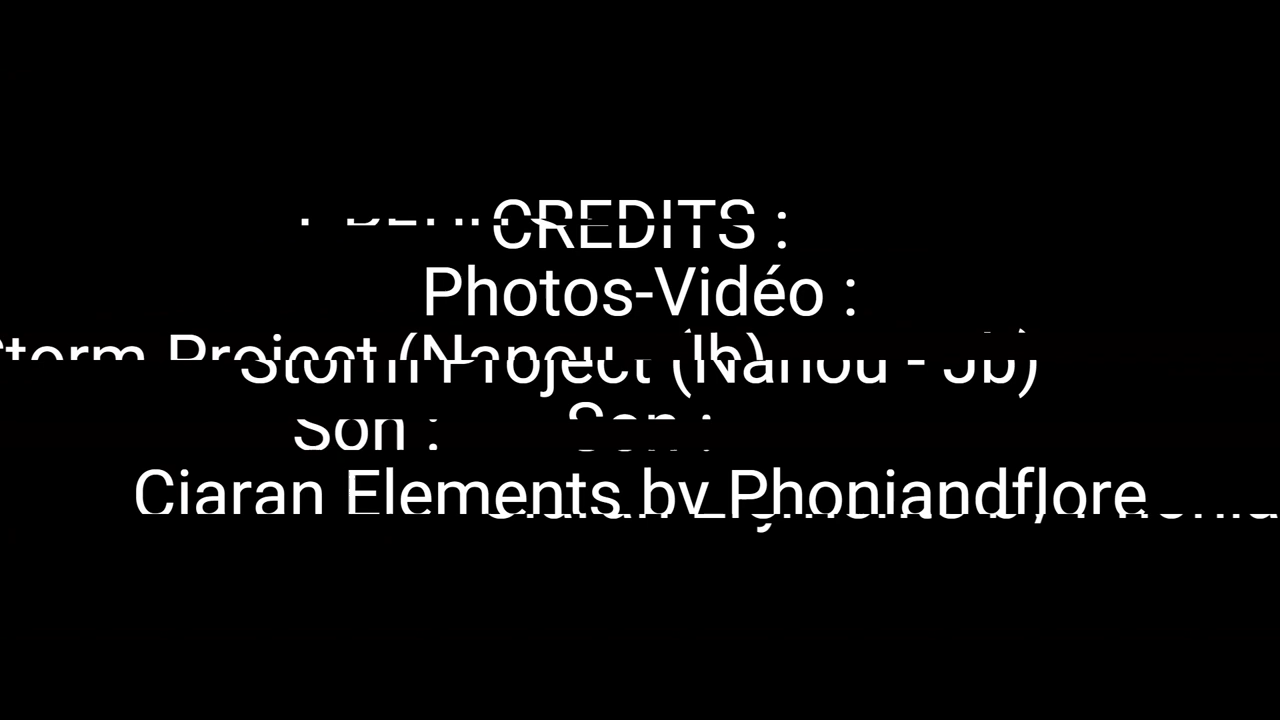 CREDITS :
Photos-Vidéo :
Storm Project (Nanou - Jb)
Son :
Ciaran Elements by Phoniandflore